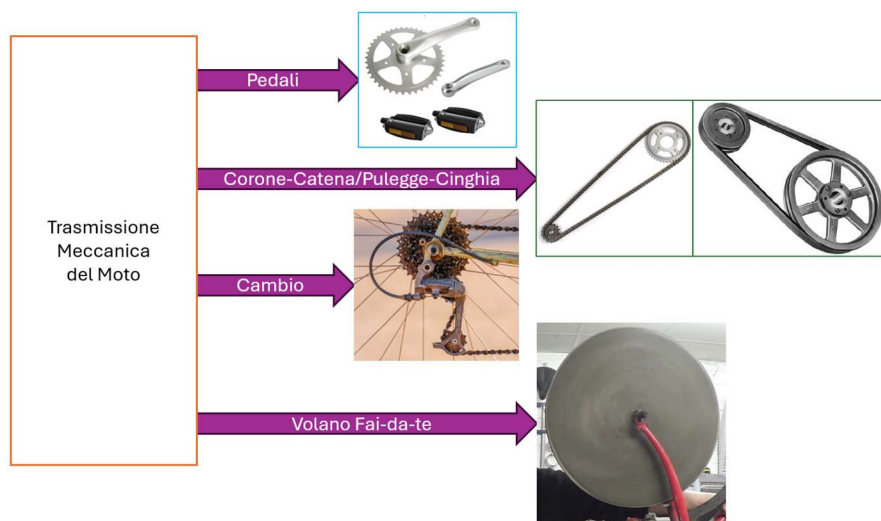 Trasmissione
Meccanica
del Moto
Pedali
Corone-Catena/Pulegge-Cinghia
Cambio
Volano Fai-da-te